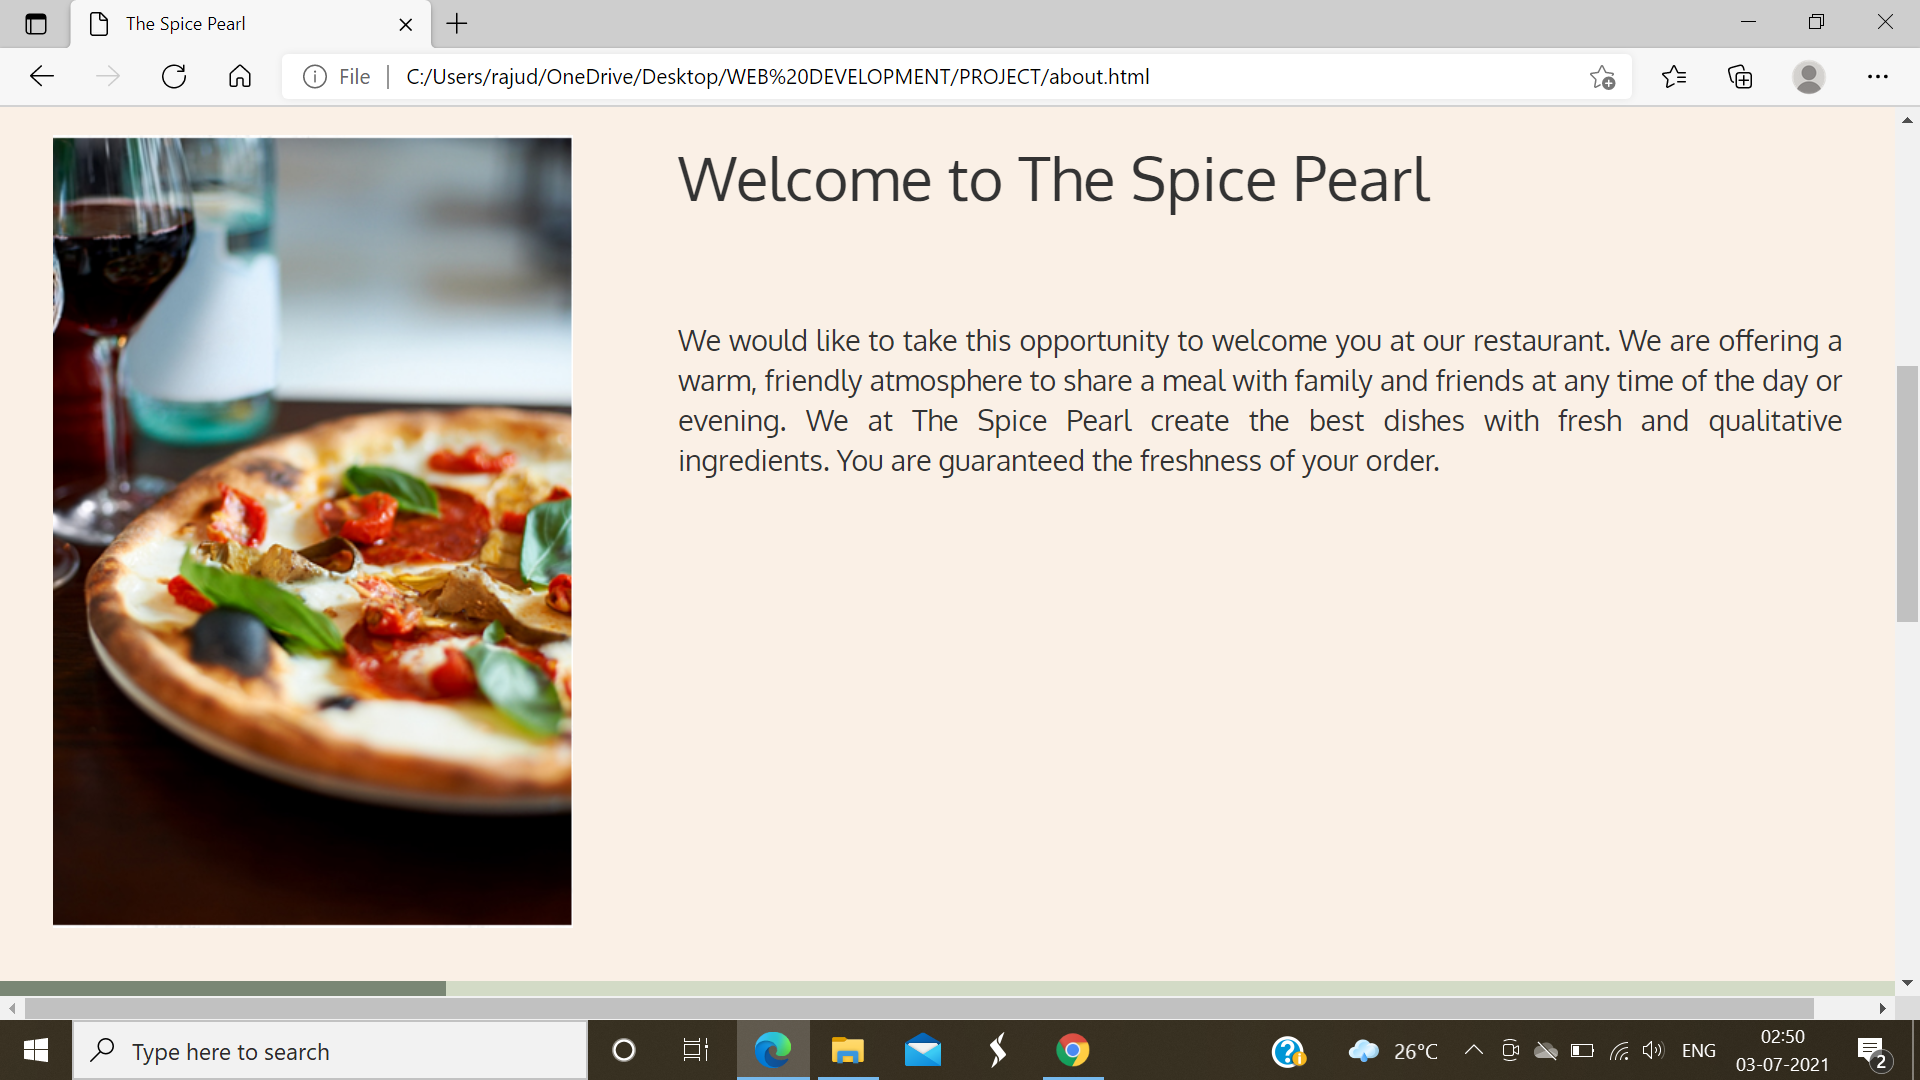 The Spice Pearl
File
C:/Users/rajud/OneDrive/Desktop/WEB%20DEVELOPMENT/PROJECT/about.html
Welcome to The Spice Pearl
We would like to take this opportunity to welcome you at our restaurant. We are offering a
warm, friendly atmosphere to share a meal with family and friends at any time of the day or
evening. We at The Spice Pearl create the best dishes with fresh and qualitative
ingredients. You are guaranteed the freshness of your order.
Type here to search
26°C
ENG
02:50
03-07-2021
2